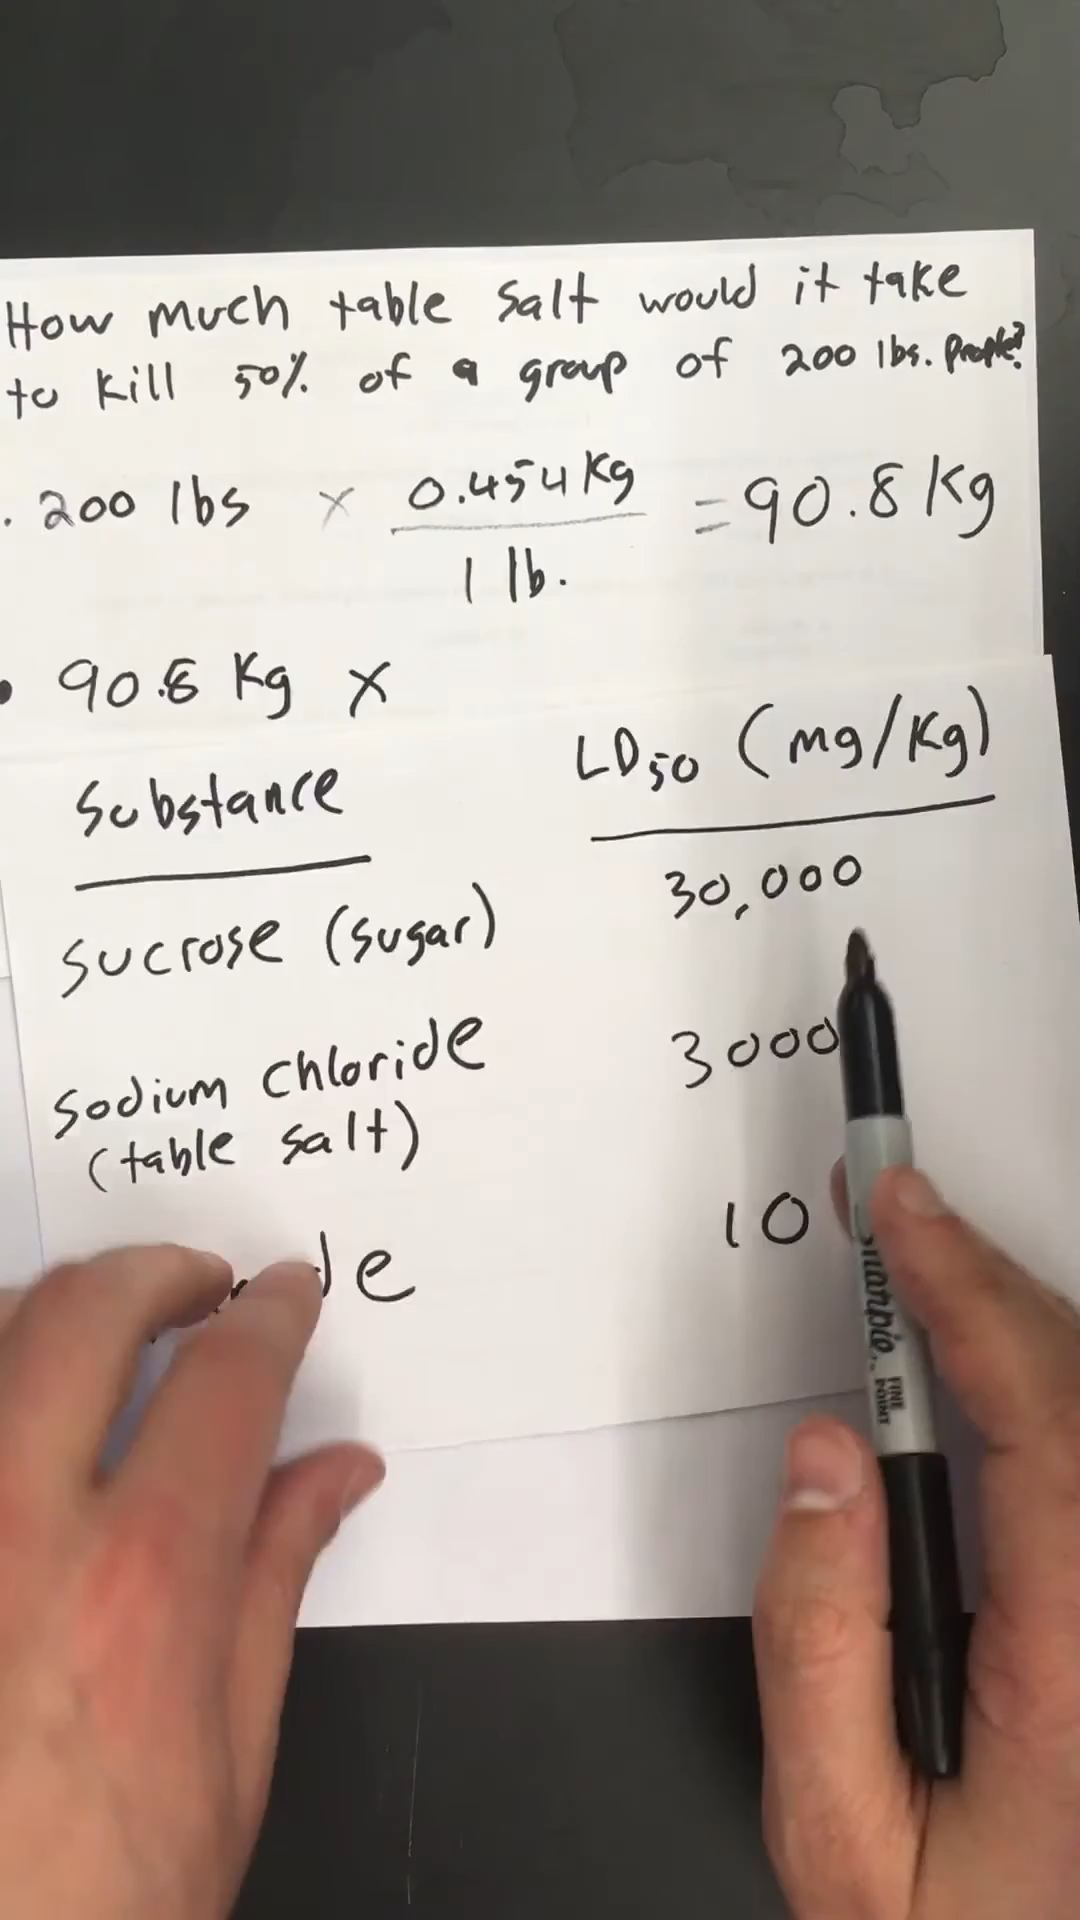 How much table salt would it take
to kill 50% of a group of 200 lbs. People?
. 200 lbs x 0.454 Kg = 90.8 Kg
1 lb.
• 90.8 Kg x
Substance LD50 (mg/Kg)
Sucrose (sugar) 30,000
Sodium Chloride 3000
(table salt)
10
Sharpie.
FINE
POINT